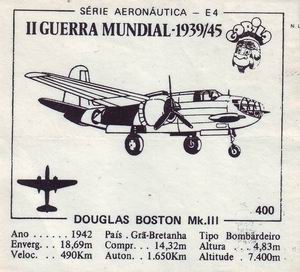 SÉRIE AERONÁUTICA - E4
II GUERRA MUNDIAL-1939/45
N.L
400
DOUGLAS BOSTON Mk.III
Ano ...... 1942 País . Grã-Bretanha Tipo Bombardeiro
Enverg. . 18,69m Compr. .. 14,32m Altura .... 4,83m
Veloc. .. 490Km Auton.. 1.650Km Altitude . 7.400m